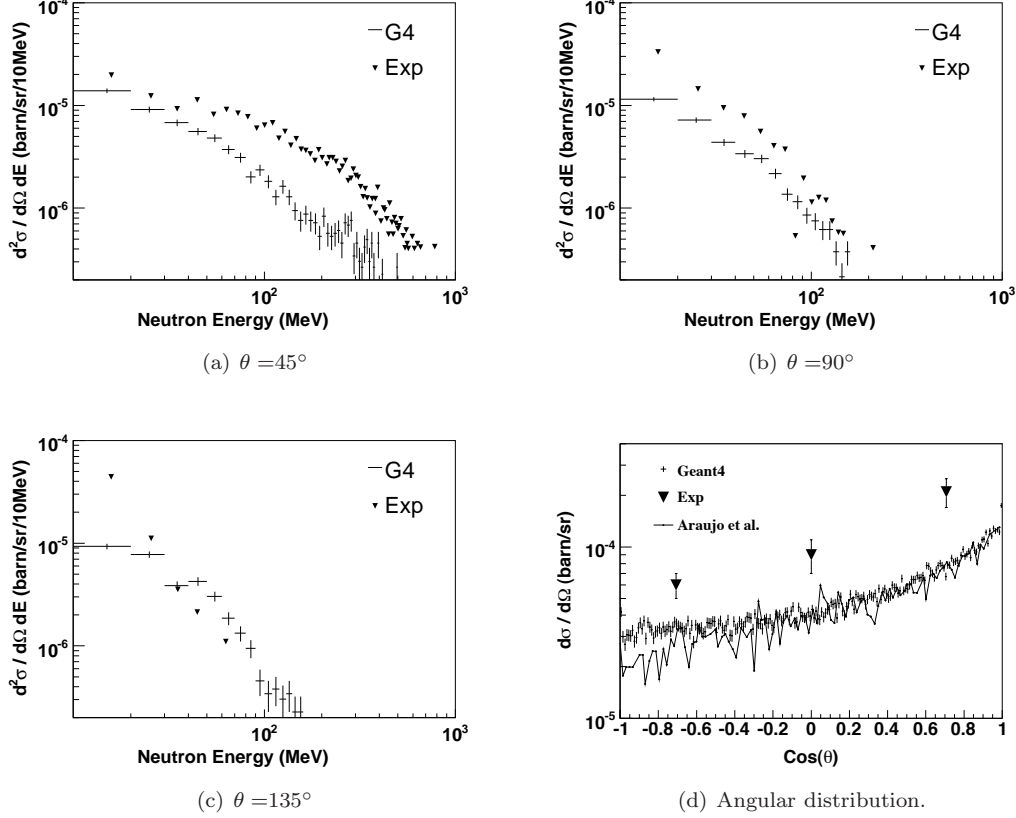 10⁻⁴
10⁻⁵
10⁻⁶
d²σ / dΩ dE (barn/sr/10MeV)
G4
Exp
10²
10³
Neutron Energy (MeV)
(a) θ =45°
10⁻⁴
10⁻⁵
10⁻⁶
d²σ / dΩ dE (barn/sr/10MeV)
G4
Exp
10²
10³
Neutron Energy (MeV)
(b) θ =90°
10⁻⁴
10⁻⁵
10⁻⁶
d²σ / dΩ dE (barn/sr/10MeV)
G4
Exp
10²
10³
Neutron Energy (MeV)
(c) θ =135°
10⁻⁴
10⁻⁵
dσ / dΩ (barn/sr)
Geant4
Exp
Araujo et al.
-1 -0.8 -0.6 -0.4 -0.2 0 0.2 0.4 0.6 0.8 1
Cos(θ)
(d) Angular distribution.